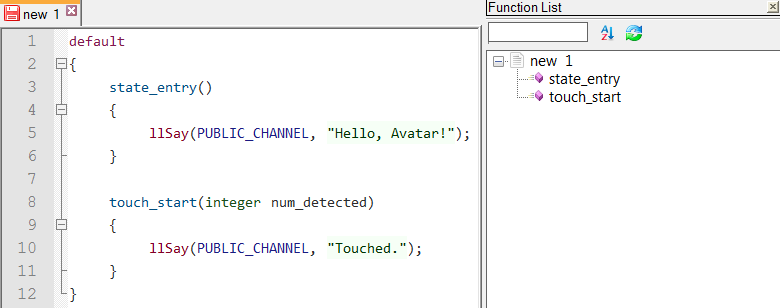 new 1
1 default
2 {
3 state_entry()
4 {
5 llSay(PUBLIC_CHANNEL, "Hello, Avatar!");
6 }
7
8 touch_start(integer num_detected)
9 {
10 llSay(PUBLIC_CHANNEL, "Touched.");
11 }
12 }
Function List
A
Z
new 1
state_entry
touch_start